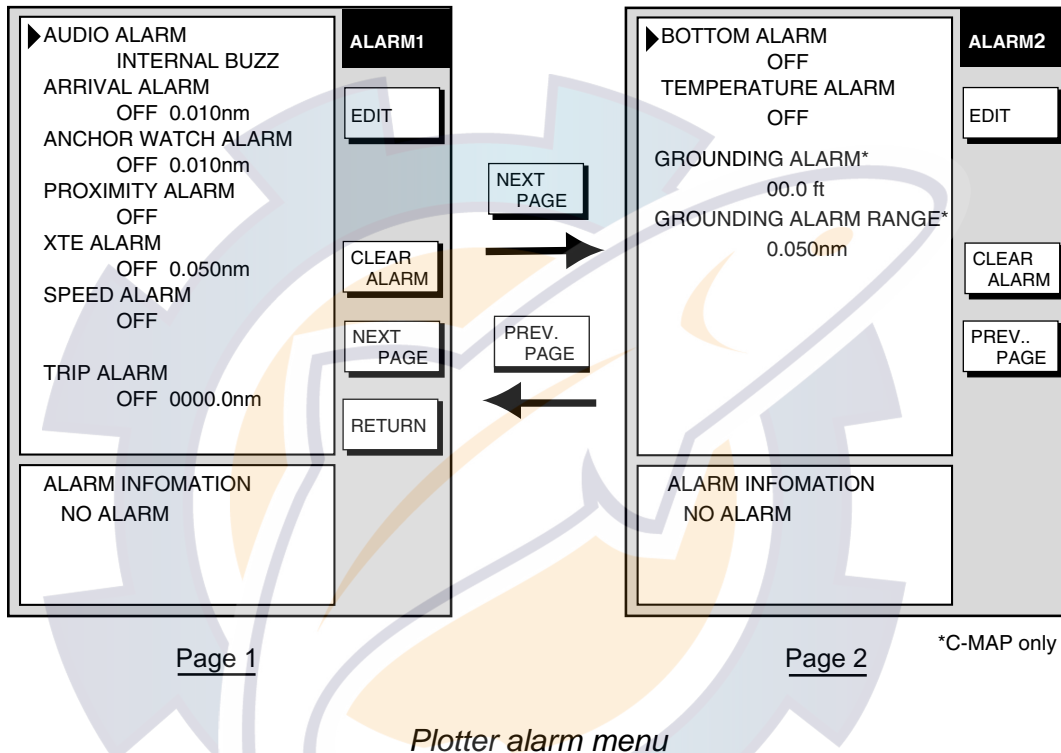 AUDIO ALARM
INTERNAL BUZZ
ARRIVAL ALARM
OFF 0.010nm
ANCHOR WATCH ALARM
OFF 0.010nm
PROXIMITY ALARM
OFF
XTE ALARM
OFF 0.050nm
SPEED ALARM
OFF
TRIP ALARM
OFF 0000.0nm
ALARM INFOMATION
NO ALARM
ALARM1
EDIT
CLEAR
ALARM
NEXT
PAGE
RETURN
Page 1
NEXT
PAGE
PREV.
PAGE
BOTTOM ALARM
OFF
TEMPERATURE ALARM
OFF
GROUNDING ALARM*
00.0 ft
GROUNDING ALARM RANGE*
0.050nm
ALARM INFOMATION
NO ALARM
ALARM2
EDIT
CLEAR
ALARM
PREV..
PAGE
*C-MAP only
Page 2
Plotter alarm menu